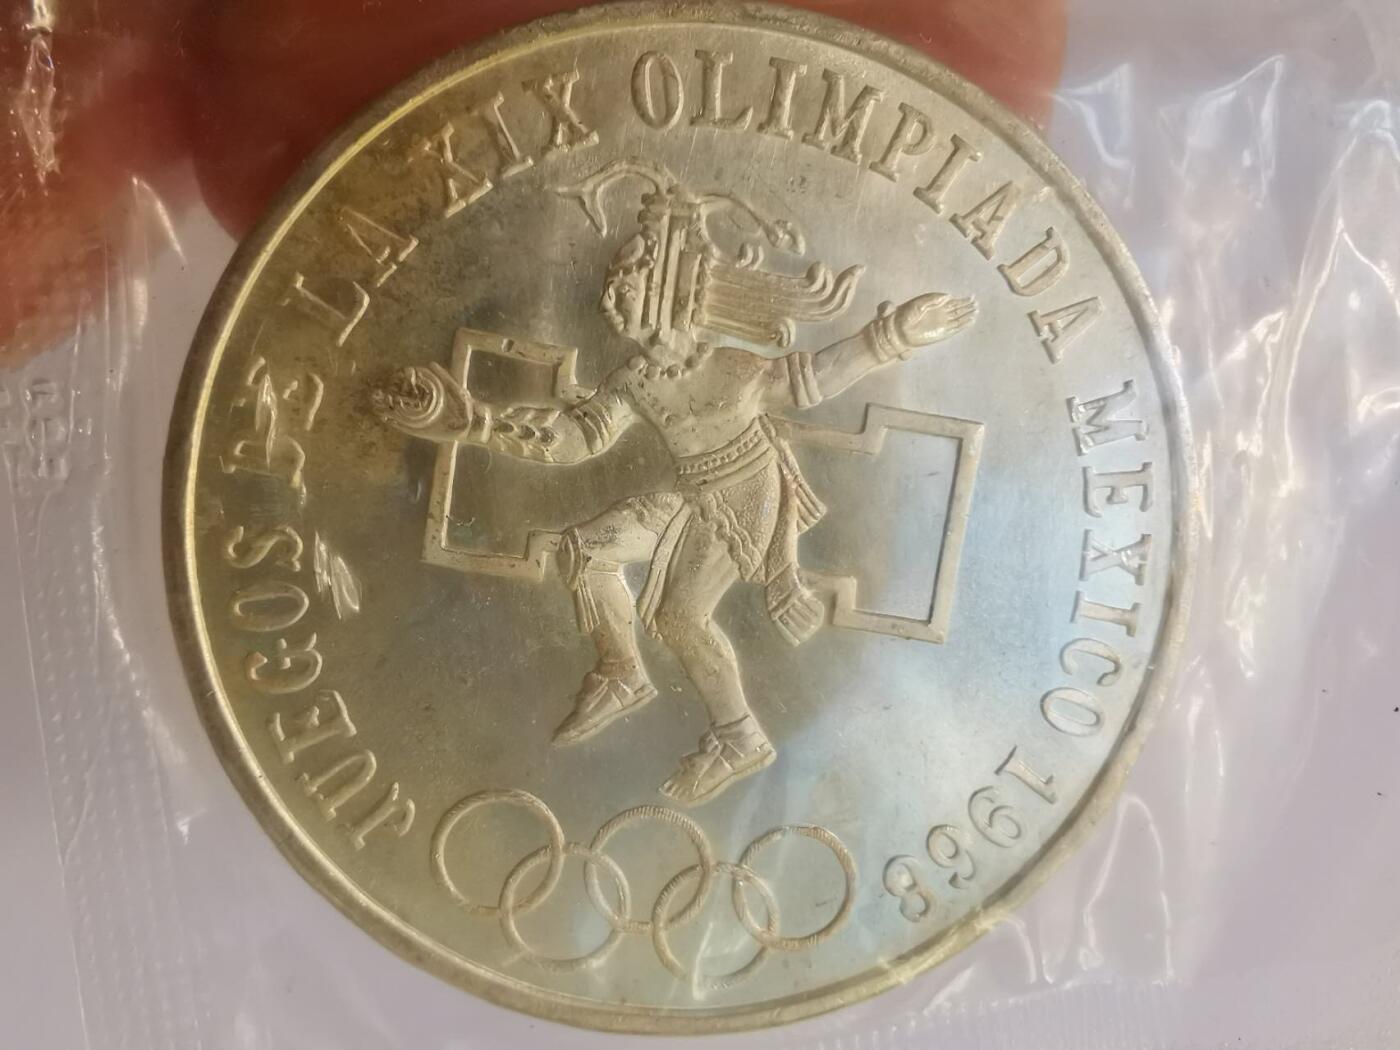 JUEGOS DE LA XIX OLIMPIADA MEXICO 1968